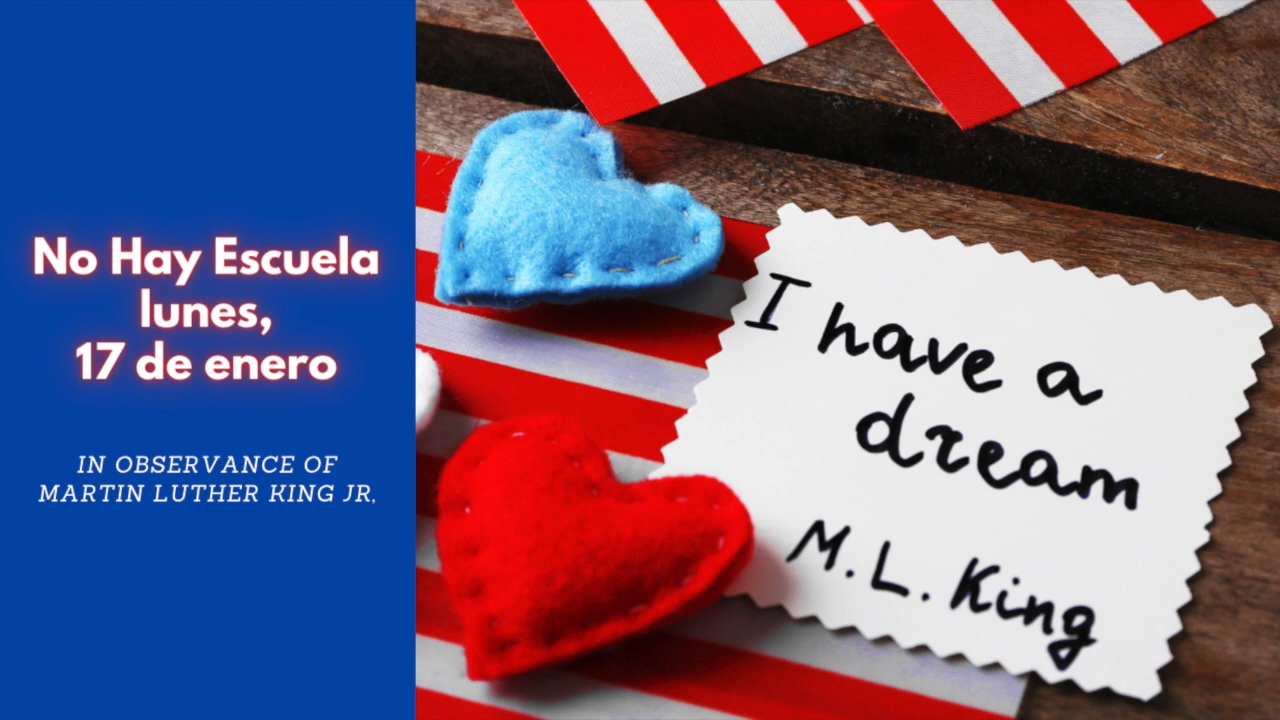 No Hay Escuela
lunes,
17 de enero
IN OBSERVANCE OF
MARTIN LUTHER KING JR,
I have a
dream
M.L. King